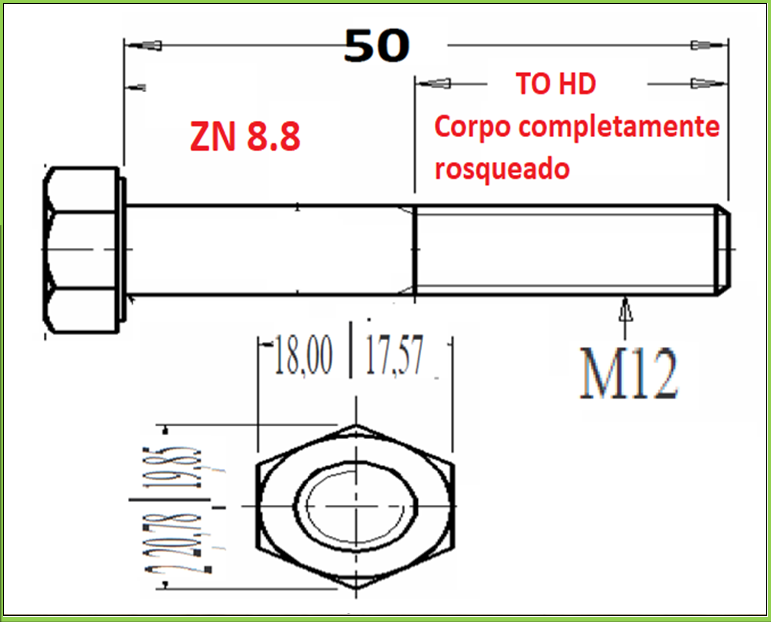 50
TO HD
ZN 8.8
Corpo completamente
rosqueado
18,00 | 17,57
M12
20,78 | 19,85